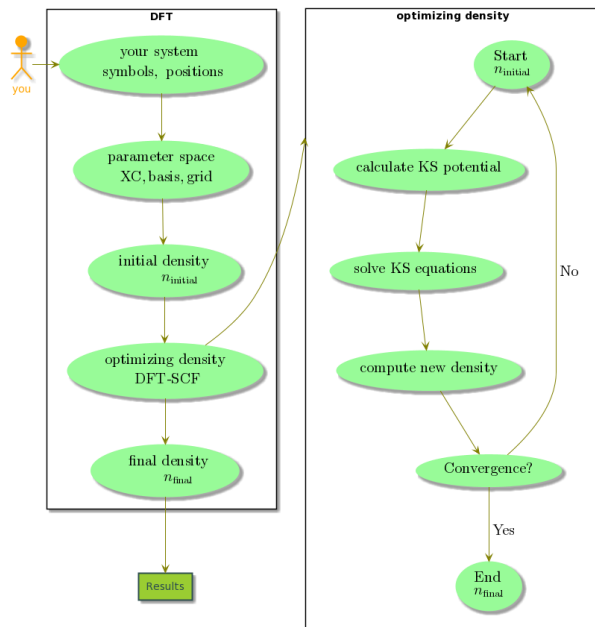 DFT
you
your system
symbols, positions
parameter space
XC, basis, grid
initial density
n_initial
optimizing density
DFT-SCF
final density
n_final
Results
optimizing density
Start
n_initial
calculate KS potential
solve KS equations
compute new density
No
Convergence?
Yes
End
n_final